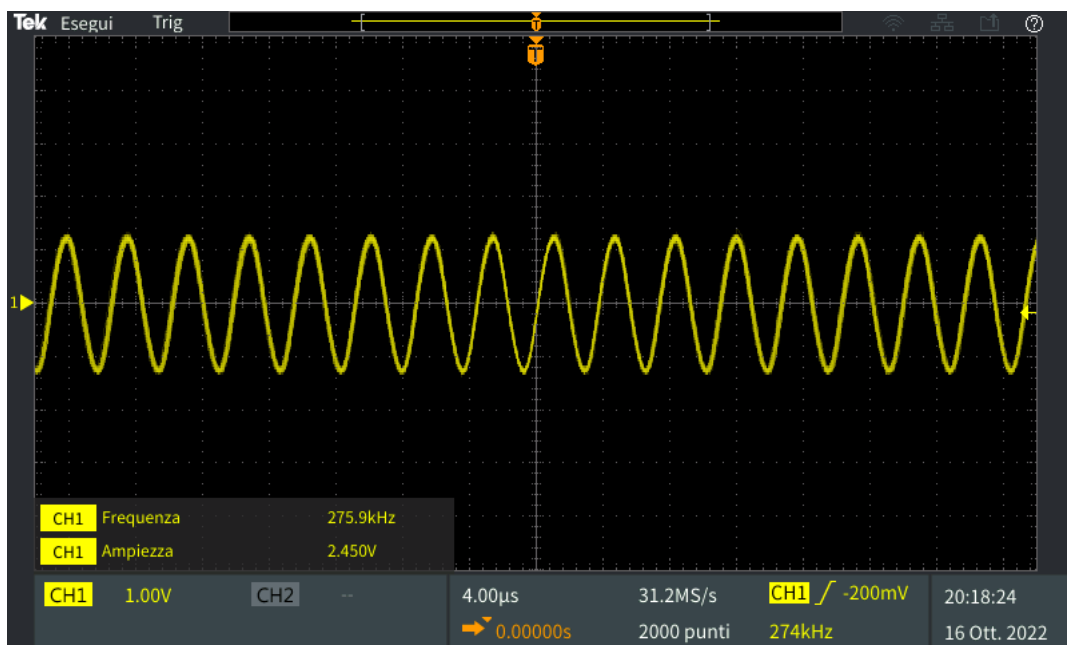 Tek Esegui Trig
T
T
1
CH1 Frequenza 275.9kHz
CH1 Ampiezza 2.450V
CH1 1.00V CH2 -- 4.00µs 31.2MS/s CH1 -200mV 20:18:24
0.00000s 2000 punti 274kHz 16 Ott. 2022